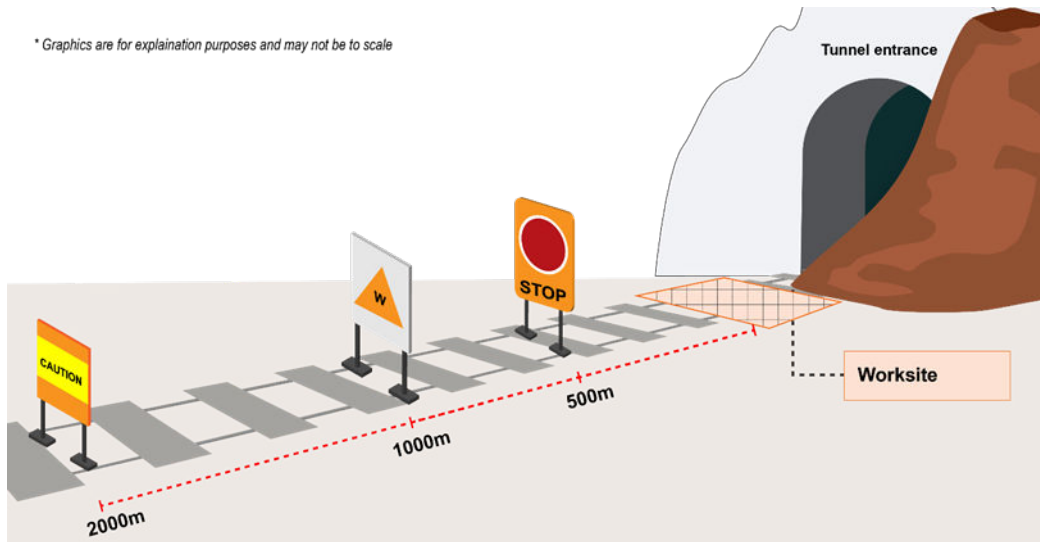 * Graphics are for explaination purposes and may not be to scale
Tunnel entrance
CAUTION
W
STOP
Worksite
500m
1000m
2000m